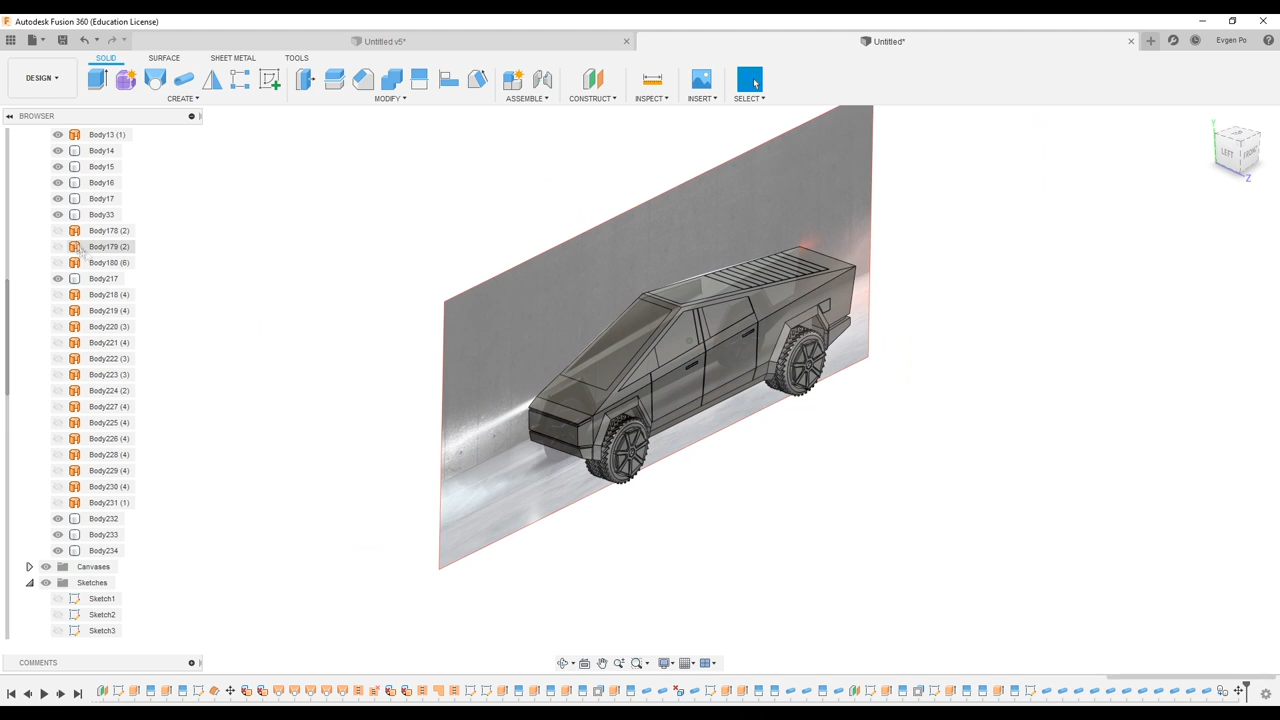 Autodesk Fusion 360 (Education License)
Untitled v5*
Untitled*
Evgen Po
SOLID SURFACE SHEET METAL TOOLS
DESIGN
CREATE MODIFY ASSEMBLE CONSTRUCT INSPECT INSERT SELECT
BROWSER
Body13 (1)
Body14
Body15
Body16
Body17
Body33
Body178 (2)
Body179 (2)
Body180 (6)
Body217
Body218 (4)
Body219 (4)
Body220 (3)
Body221 (4)
Body222 (3)
Body223 (3)
Body224 (2)
Body227 (4)
Body225 (4)
Body226 (4)
Body228 (4)
Body229 (4)
Body230 (4)
Body231 (1)
Body232
Body233
Body234
Canvases
Sketches
Sketch1
Sketch2
Sketch3
COMMENTS
Y
LEFT
Z